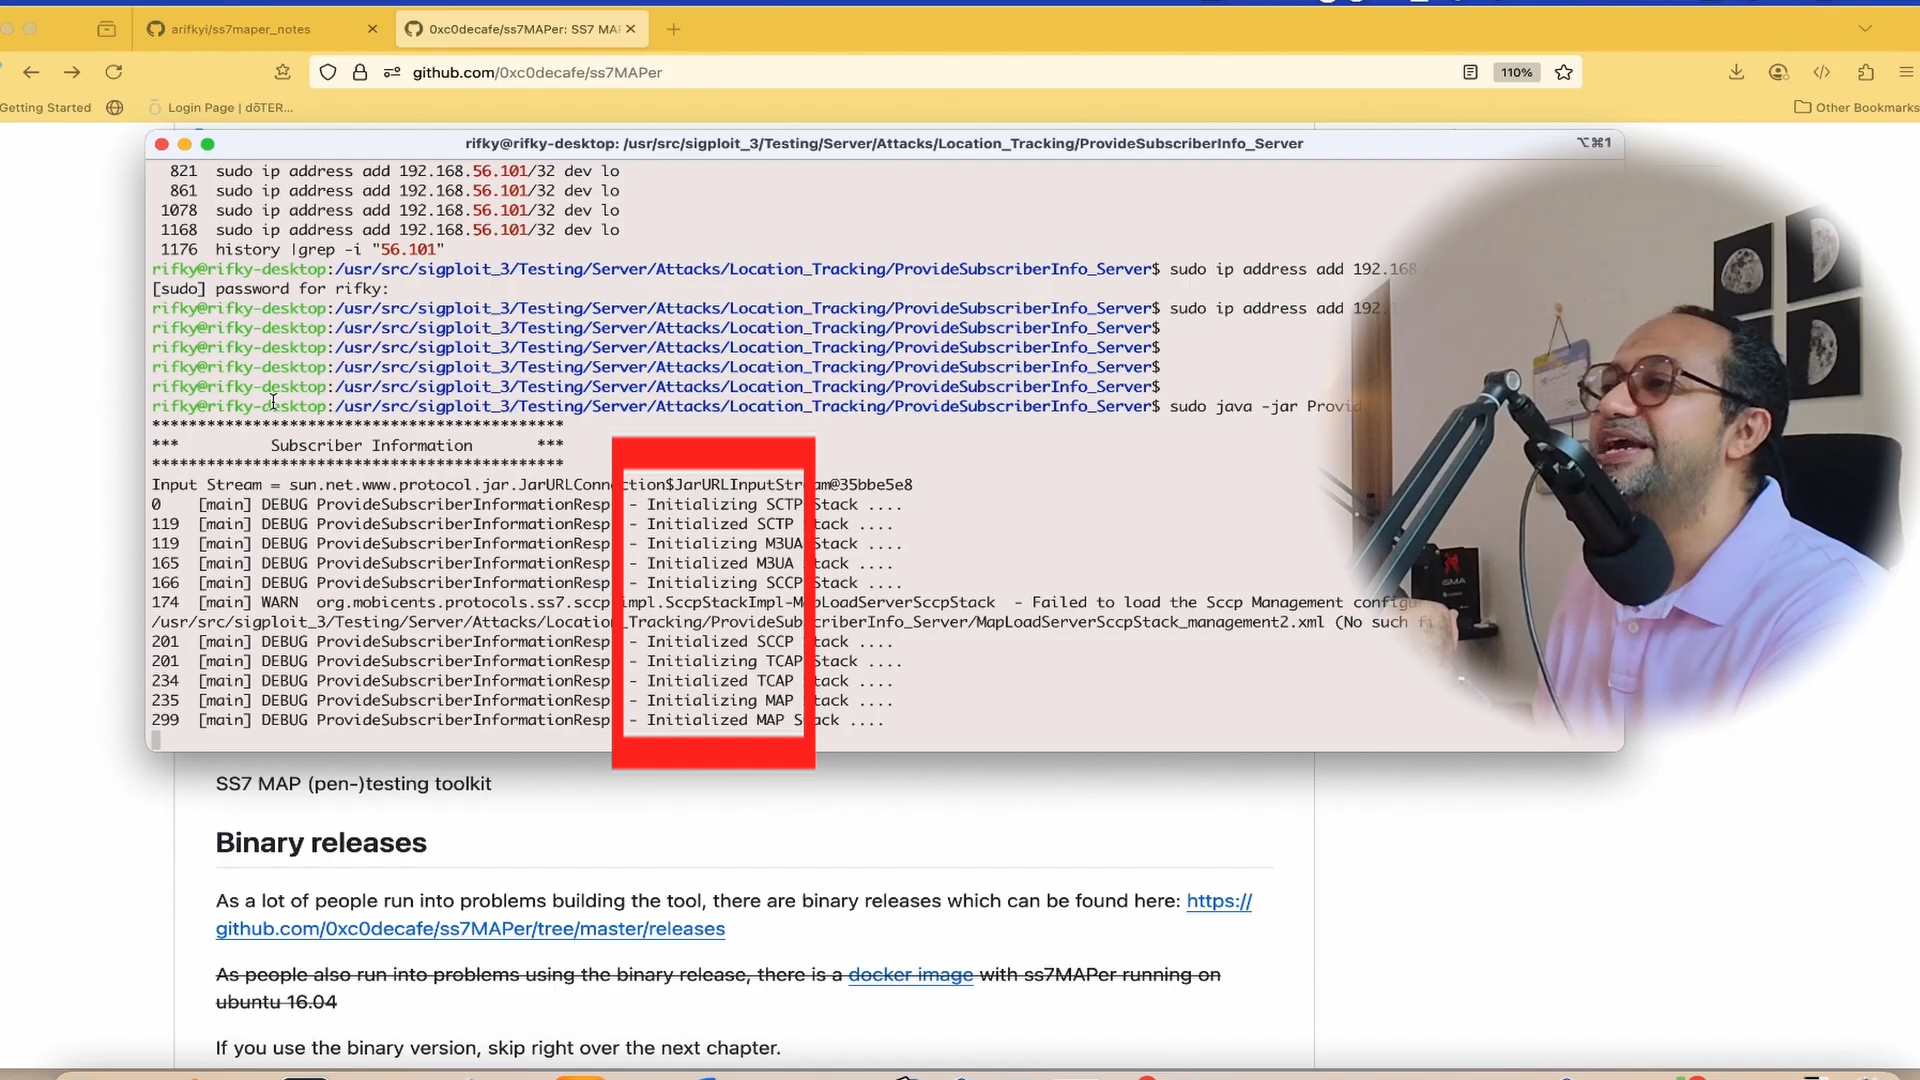 arifkyi/ss7maper_notes
0xc0decafe/ss7MAPer: SS7 MA
github.com/0xc0decafe/ss7MAPer
110%
Getting Started
Login Page | dōTER...
Other Bookmarks
rifky@rifky-desktop: /usr/src/sigploit_3/Testing/Server/Attacks/Location_Tracking/ProvideSubscriberInfo_Server
⌥⌘1
821 sudo ip address add 192.168.56.101/32 dev lo
861 sudo ip address add 192.168.56.101/32 dev lo
1078 sudo ip address add 192.168.56.101/32 dev lo
1168 sudo ip address add 192.168.56.101/32 dev lo
1176 history |grep -i "56.101"
rifky@rifky-desktop:/usr/src/sigploit_3/Testing/Server/Attacks/Location_Tracking/ProvideSubscriberInfo_Server$ sudo ip address add 192.168
[sudo] password for rifky:
rifky@rifky-desktop:/usr/src/sigploit_3/Testing/Server/Attacks/Location_Tracking/ProvideSubscriberInfo_Server$ sudo ip address add 192.
rifky@rifky-desktop:/usr/src/sigploit_3/Testing/Server/Attacks/Location_Tracking/ProvideSubscriberInfo_Server$
rifky@rifky-desktop:/usr/src/sigploit_3/Testing/Server/Attacks/Location_Tracking/ProvideSubscriberInfo_Server$
rifky@rifky-desktop:/usr/src/sigploit_3/Testing/Server/Attacks/Location_Tracking/ProvideSubscriberInfo_Server$
rifky@rifky-desktop:/usr/src/sigploit_3/Testing/Server/Attacks/Location_Tracking/ProvideSubscriberInfo_Server$
rifky@rifky-desktop:/usr/src/sigploit_3/Testing/Server/Attacks/Location_Tracking/ProvideSubscriberInfo_Server$ sudo java -jar Provi
*********************************************
*** Subscriber Information ***
*********************************************
Input Stream = sun.net.www.protocol.jar.JarURLConnection$JarURLInputStream@35bbe5e8
0 [main] DEBUG ProvideSubscriberInformationResp - Initializing SCTP Stack ....
119 [main] DEBUG ProvideSubscriberInformationResp - Initialized SCTP Stack ....
119 [main] DEBUG ProvideSubscriberInformationResp - Initializing M3UA Stack ....
165 [main] DEBUG ProvideSubscriberInformationResp - Initialized M3UA Stack ....
166 [main] DEBUG ProvideSubscriberInformationResp - Initializing SCCP Stack ....
174 [main] WARN org.mobicents.protocols.ss7.sccp.impl.SccpStackImpl-MapLoadServerSccpStack - Failed to load the Sccp Management config
/usr/src/sigploit_3/Testing/Server/Attacks/Location_Tracking/ProvideSubscriberInfo_Server/MapLoadServerSccpStack_management2.xml (No such fi
201 [main] DEBUG ProvideSubscriberInformationResp - Initialized SCCP Stack ....
201 [main] DEBUG ProvideSubscriberInformationResp - Initializing TCAP Stack ....
234 [main] DEBUG ProvideSubscriberInformationResp - Initialized TCAP Stack ....
235 [main] DEBUG ProvideSubscriberInformationResp - Initializing MAP Stack ....
299 [main] DEBUG ProvideSubscriberInformationResp - Initialized MAP Stack ....
SS7 MAP (pen-)testing toolkit
Binary releases
As a lot of people run into problems building the tool, there are binary releases which can be found here: https://
github.com/0xc0decafe/ss7MAPer/tree/master/releases
As people also run into problems using the binary release, there is a docker image with ss7MAPer running on
ubuntu 16.04
If you use the binary version, skip right over the next chapter.